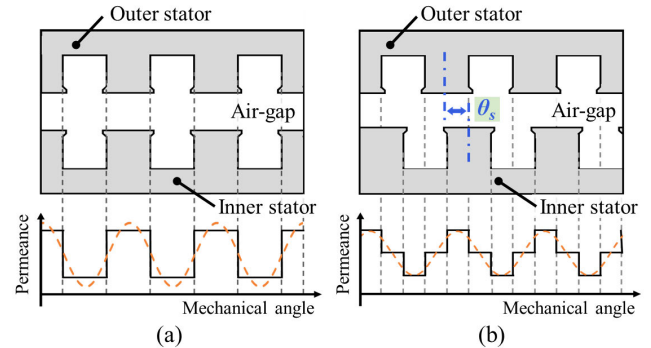 Outer stator
Air-gap
Inner stator
Permeance
Mechanical angle
(a)
Outer stator
θs
Air-gap
Inner stator
Permeance
Mechanical angle
(b)